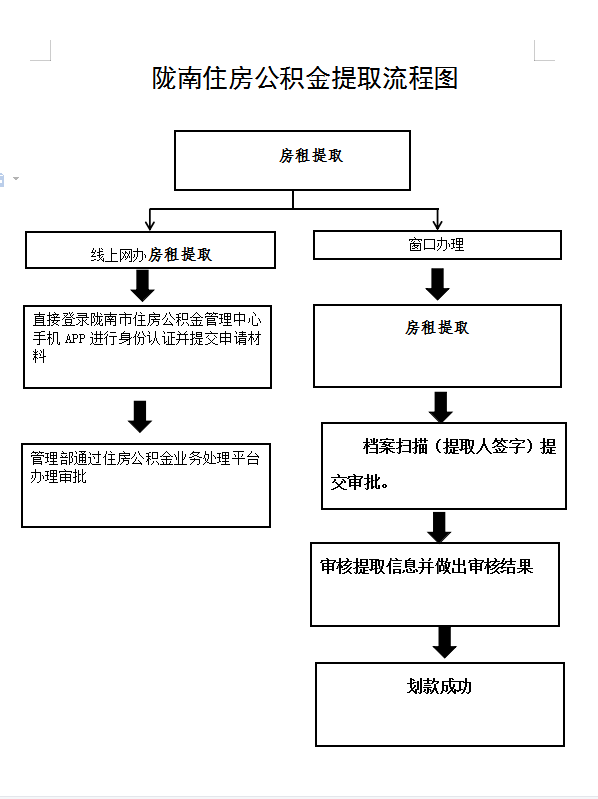 陇南住房公积金提取流程图
房租提取
线上网办房租提取
直接登录陇南市住房公积金管理中心
手机 APP 进行身份认证并提交申请材
料
管理部通过住房公积金业务处理平台
办理审批
窗口办理
房租提取
档案扫描（提取人签字）提
交审批。
审核提取信息并做出审核结果
划款成功